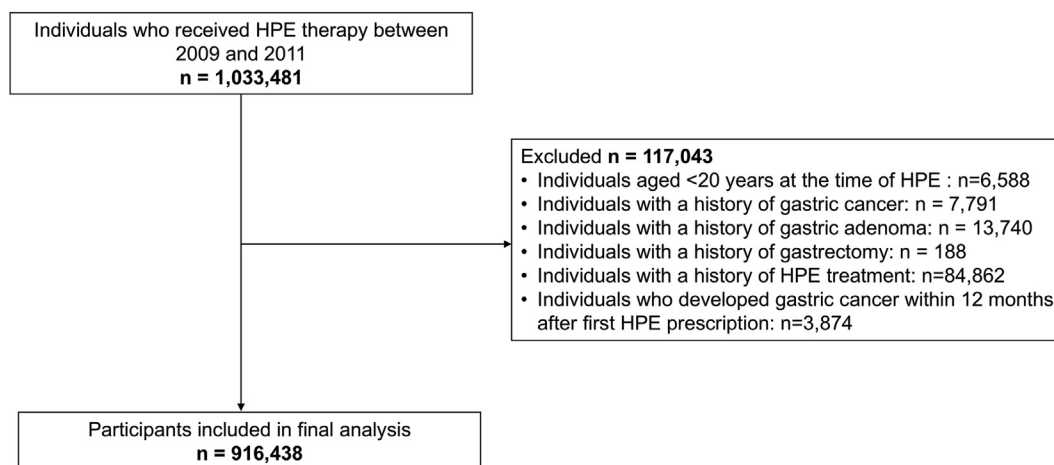 Individuals who received HPE therapy between
2009 and 2011
n = 1,033,481
Excluded n = 117,043
• Individuals aged <20 years at the time of HPE : n=6,588
• Individuals with a history of gastric cancer: n = 7,791
• Individuals with a history of gastric adenoma: n = 13,740
• Individuals with a history of gastrectomy: n = 188
• Individuals with a history of HPE treatment: n=84,862
• Individuals who developed gastric cancer within 12 months
after first HPE prescription: n=3,874
Participants included in final analysis
n = 916,438